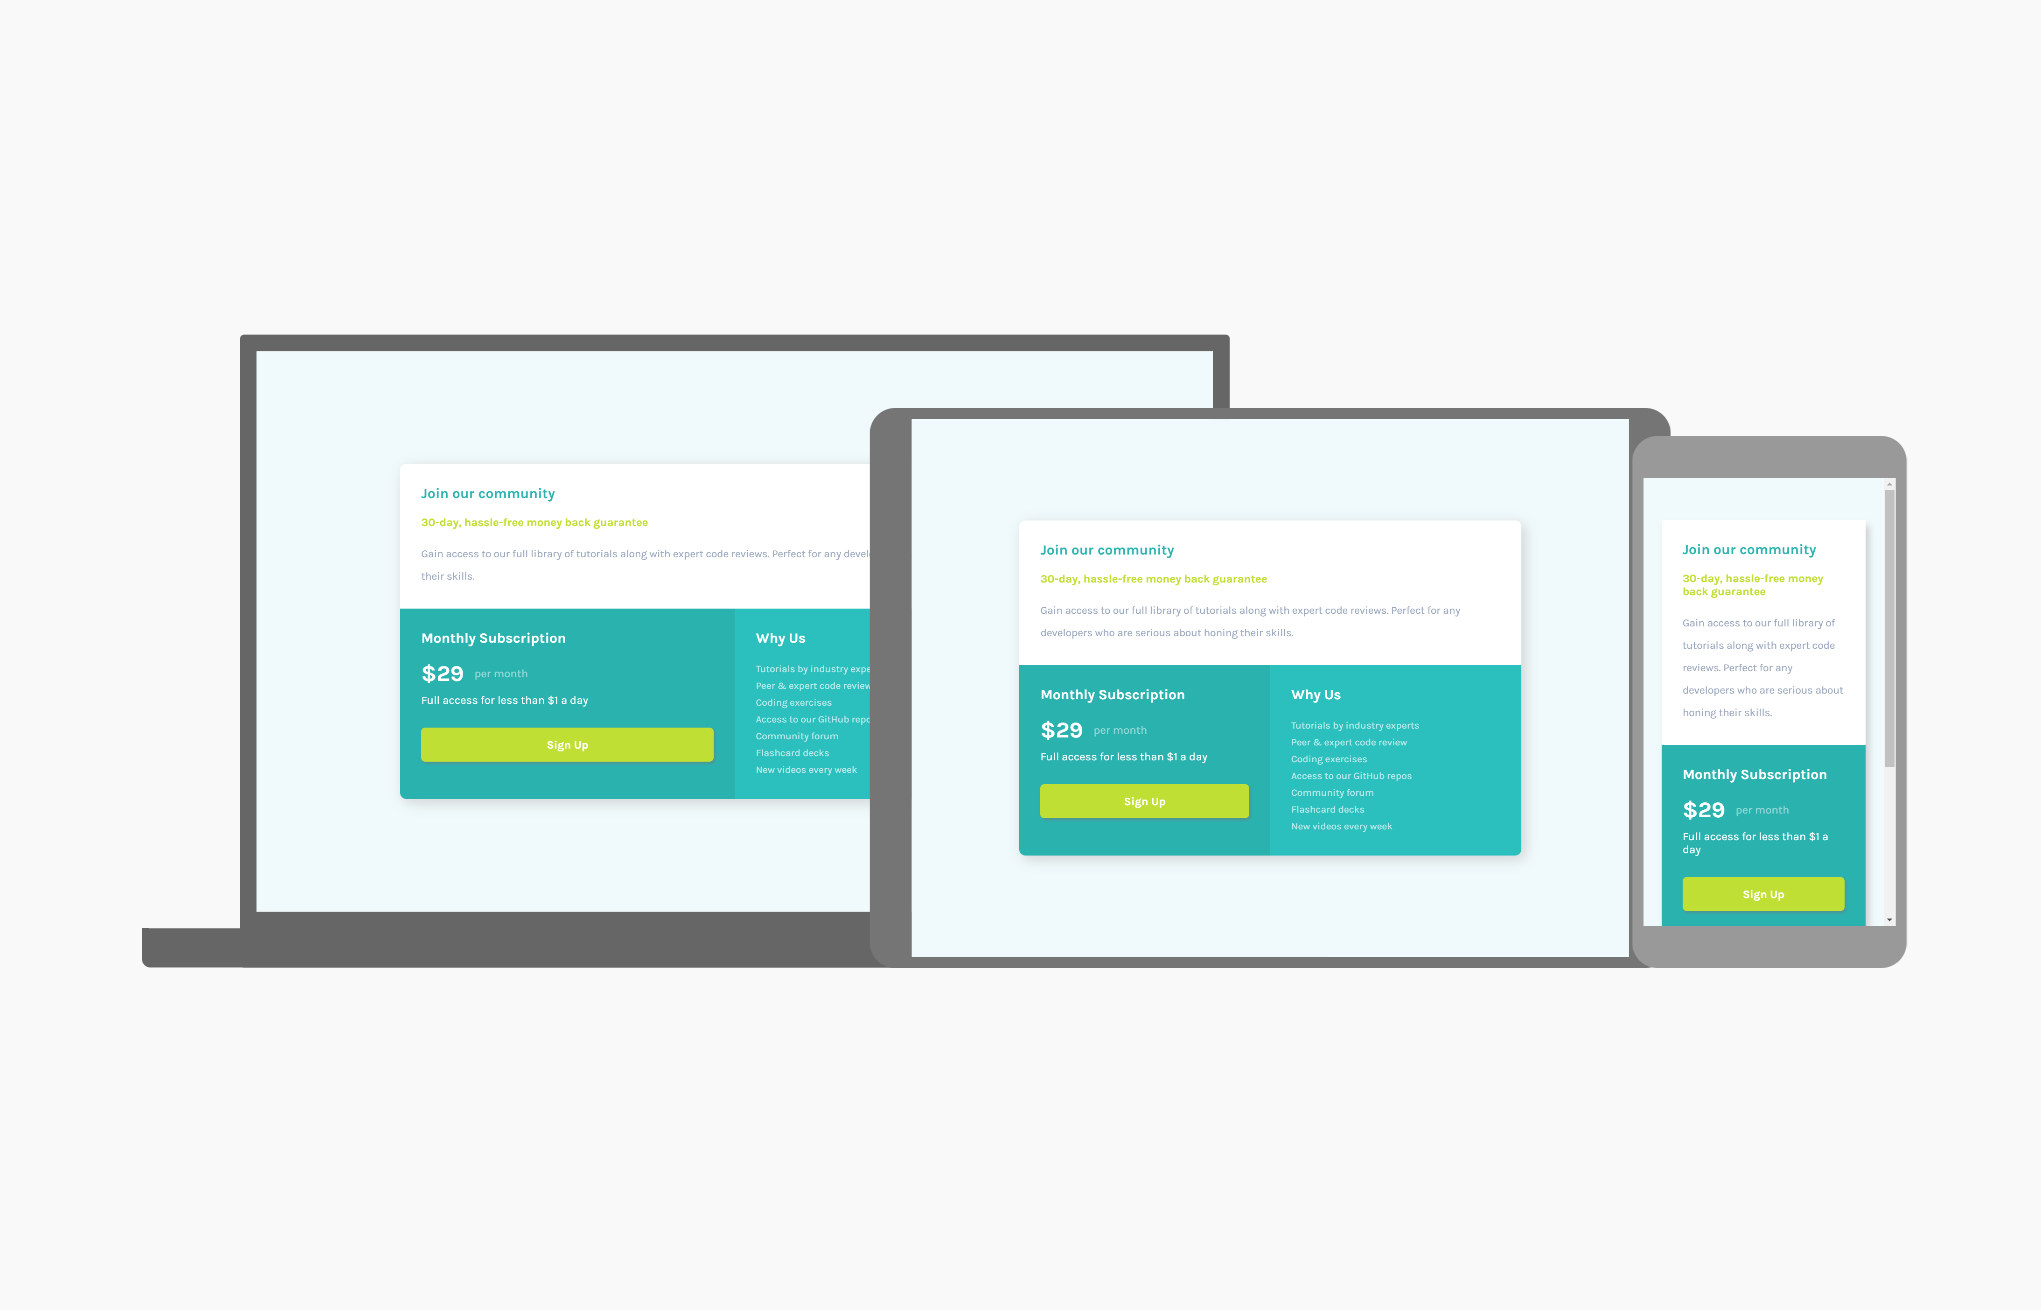 Join our community
30-day, hassle-free money back guarantee
Gain access to our full library of tutorials along with expert code reviews. Perfect for any
their skills.
Monthly Subscription
$29 per month
Full access for less than $1 a day
Sign Up
Why Us
Tutorials by industry
Peer & expert code
Coding exercises
Access to our GitHub
Community forum
Flashcard decks
New videos every week
Join our community
30-day, hassle-free money back guarantee
Gain access to our full library of tutorials along with expert code reviews. Perfect for any
developers who are serious about honing their skills.
Monthly Subscription
$29 per month
Full access for less than $1 a day
Sign Up
Why Us
Tutorials by industry experts
Peer & expert code review
Coding exercises
Access to our GitHub repos
Community forum
Flashcard decks
New videos every week
Join our community
30-day, hassle-free money
back guarantee
Gain access to our full library of
tutorials along with expert code
reviews. Perfect for any
developers who are serious about
honing their skills.
Monthly Subscription
$29 per month
Full access for less than $1 a
day
Sign Up